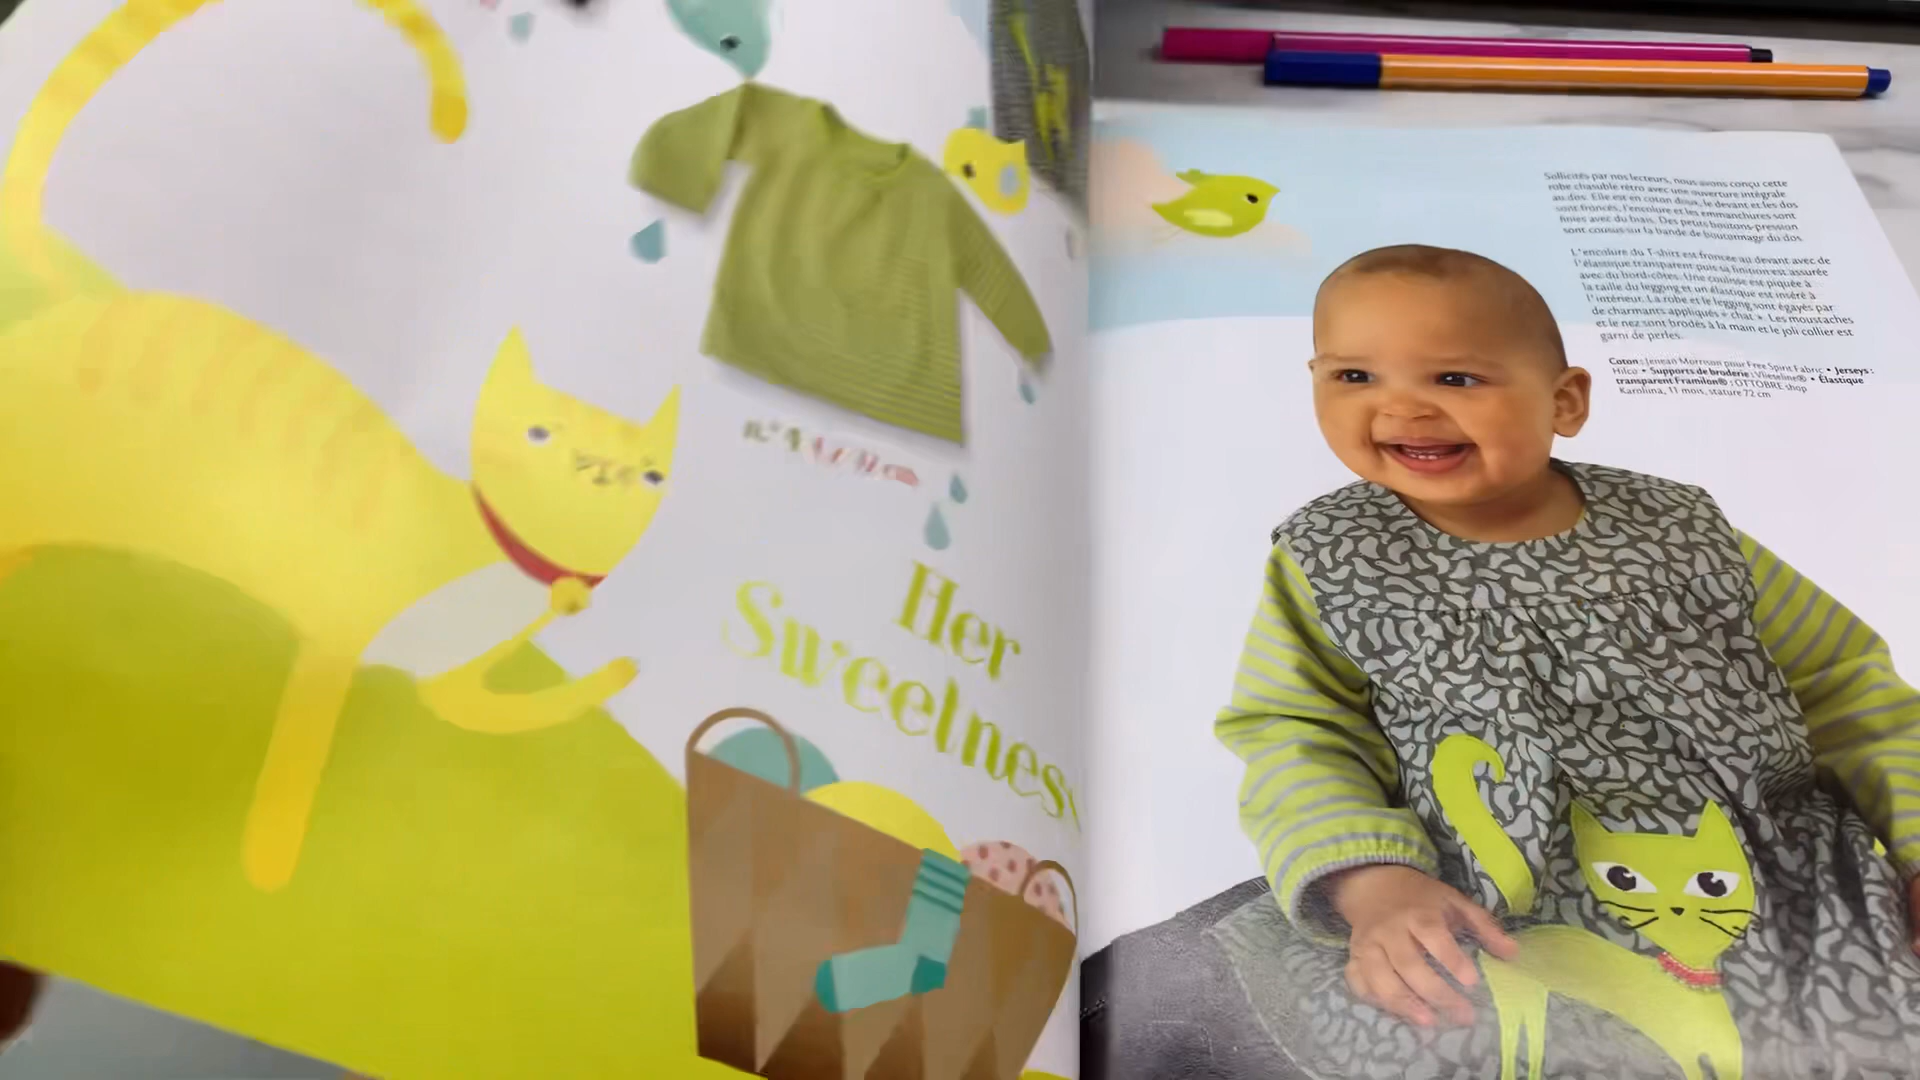 Her
Sweetness
Sollicités par nos lecteurs, nous avons conçu cette
robe chasuble rétro avec une ouverture intégrale
au dos. Elle est en coton doux, le devant et les dos
sont froncés, l'encolure et les emmanchures sont
finies avec du biais. Des petits boutons-pression
sont cousus sur la bande de boutonnage du dos.
L'encolure du T-shirt est froncée au devant avec de
l'élastique transparent puis sa finition est assurée
avec du bord-côtes. Une coulisse est piquée à
la taille du legging et un élastique est inséré à
l'intérieur. La robe et le legging sont égayés par
de charmants appliqués « chat ». Les moustaches
et le nez sont brodés à la main et le joli collier est
garni de perles.
Coton : Jenean Morrison pour Free Spirit Fabric • Jerseys :
Hilco • Supports de broderie : Vlieseline® • Élastique
transparent Framilon® : OTTOBRE shop
Karoliina, 11 mois, stature 72 cm